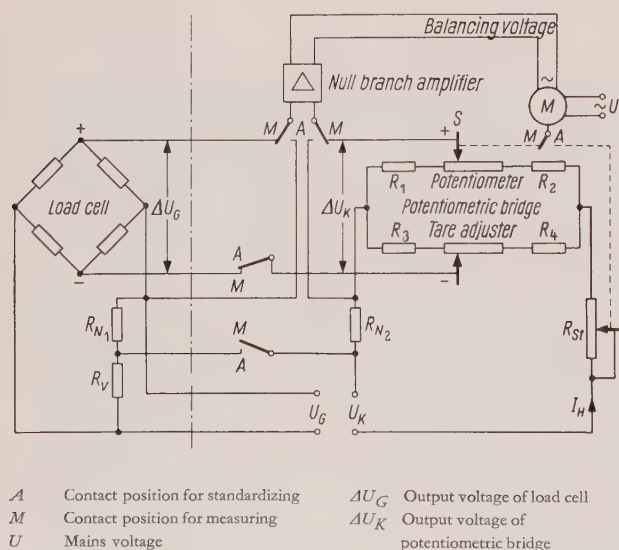 Balancing voltage
Null branch amplifier
~
M
~ U
M A
M A M
+ S
+
Load cell
ΔU_G
ΔU_K
R_1 Potentiometer R_2
Potentiometric bridge
R_3 Tare adjuster R_4
-
-
A
M
R_N1
M
A
R_N2
R_St
R_V
U_G U_K
I_H
A Contact position for standardizing
M Contact position for measuring
U Mains voltage
ΔU_G Output voltage of load cell
ΔU_K Output voltage of
potentiometric bridge